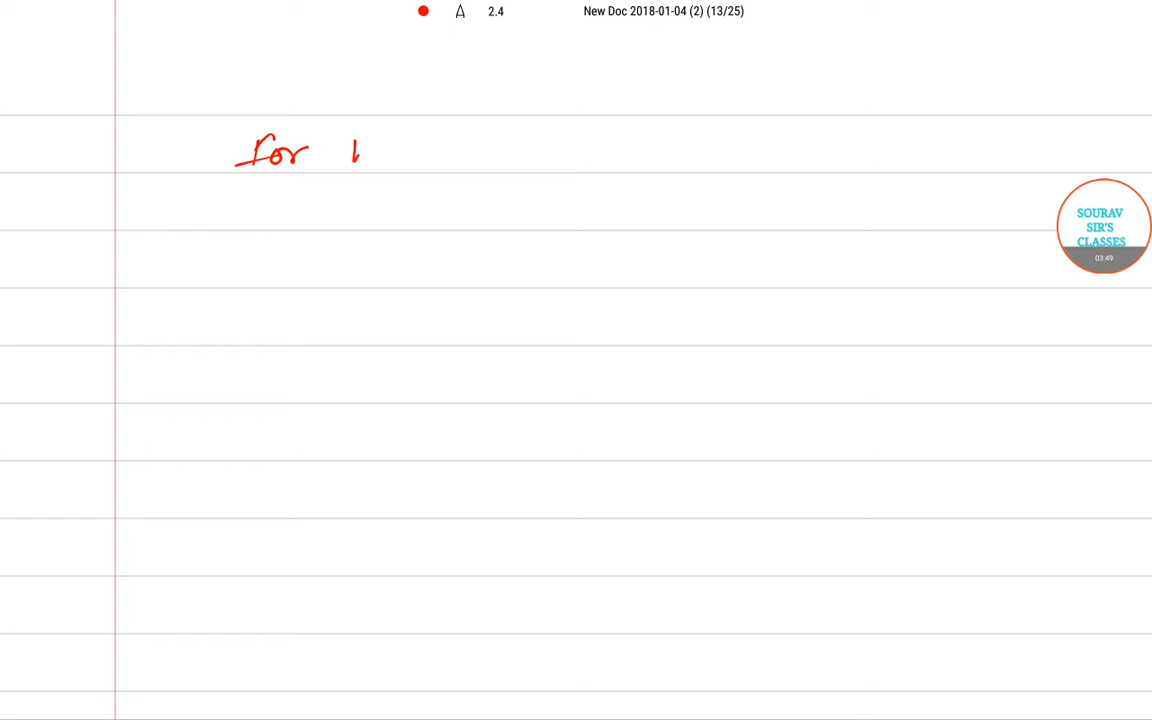 2.4 New Doc 2018-01-04 (2) (13/25)
for
SOURAV
SIR'S
CLASSES
03:49